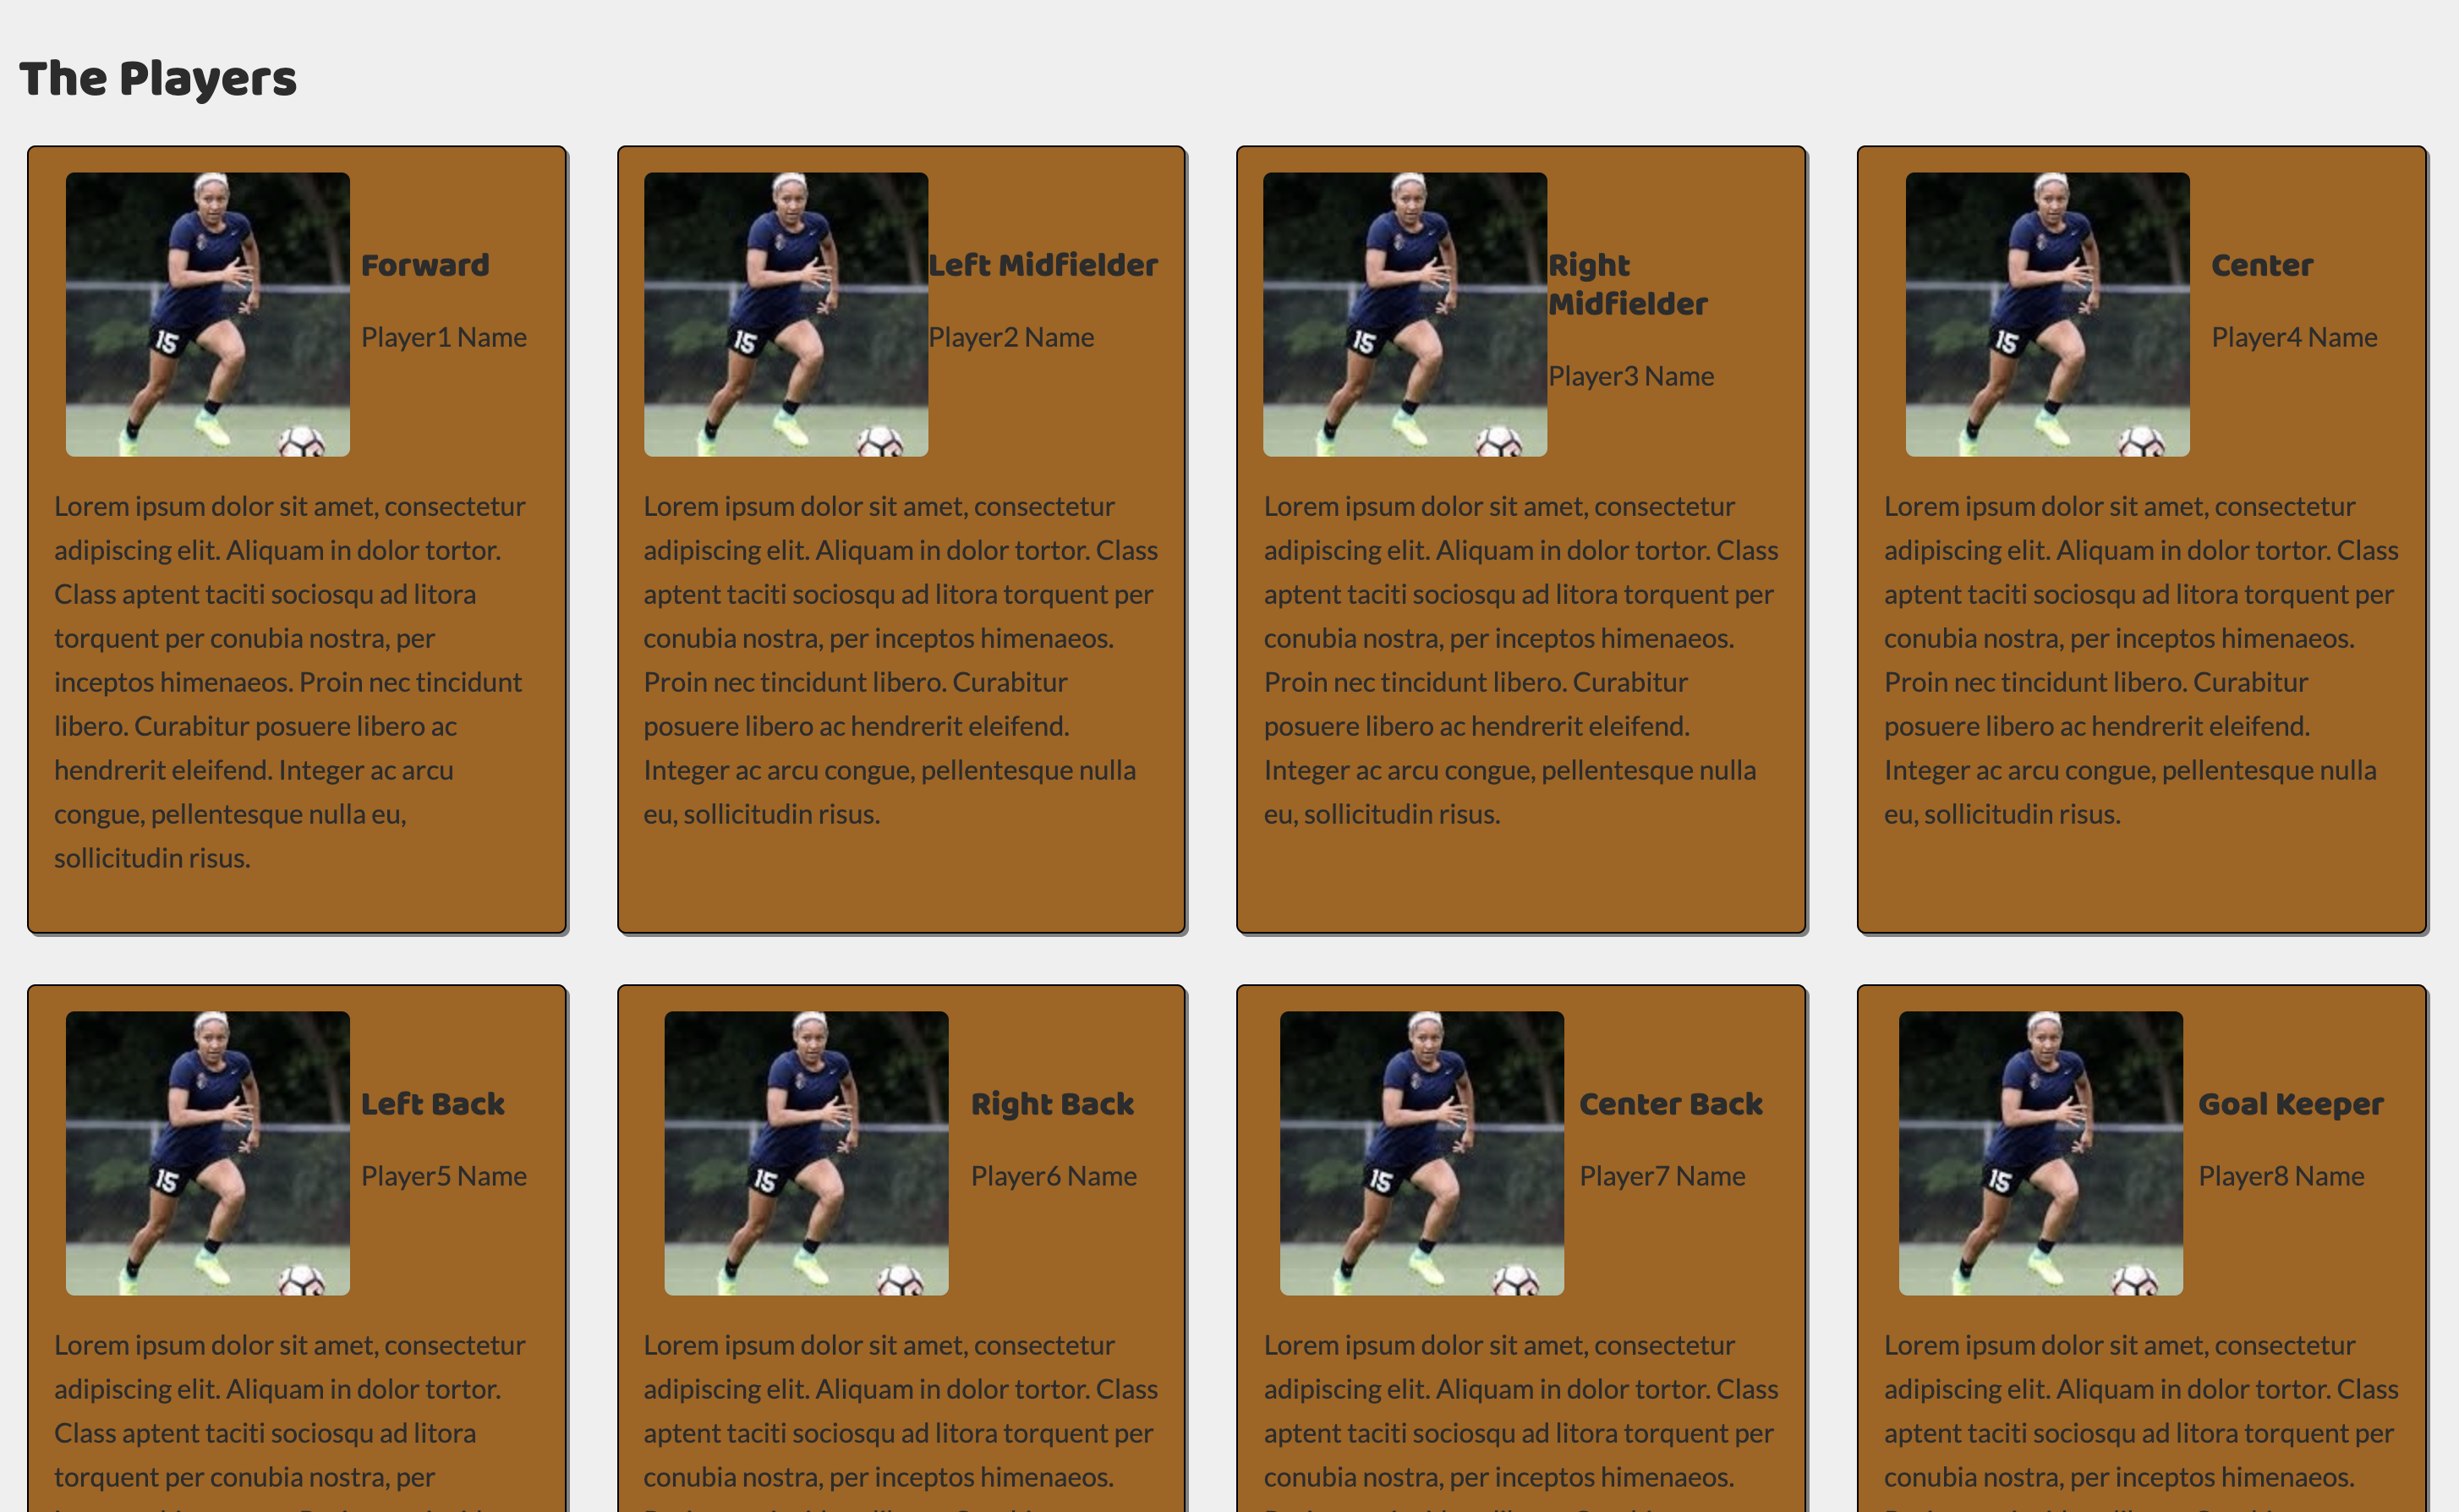 The Players
Forward
Player1 Name
15
Lorem ipsum dolor sit amet, consectetur
adipiscing elit. Aliquam in dolor tortor.
Class aptent taciti sociosqu ad litora
torquent per conubia nostra, per
inceptos himenaeos. Proin nec tincidunt
libero. Curabitur posuere libero ac
hendrerit eleifend. Integer ac arcu
congue, pellentesque nulla eu,
sollicitudin risus.
Left Midfielder
Player2 Name
15
Lorem ipsum dolor sit amet, consectetur
adipiscing elit. Aliquam in dolor tortor. Class
aptent taciti sociosqu ad litora torquent per
conubia nostra, per inceptos himenaeos.
Proin nec tincidunt libero. Curabitur
posuere libero ac hendrerit eleifend.
Integer ac arcu congue, pellentesque nulla
eu, sollicitudin risus.
Right
Midfielder
Player3 Name
15
Lorem ipsum dolor sit amet, consectetur
adipiscing elit. Aliquam in dolor tortor. Class
aptent taciti sociosqu ad litora torquent per
conubia nostra, per inceptos himenaeos.
Proin nec tincidunt libero. Curabitur
posuere libero ac hendrerit eleifend.
Integer ac arcu congue, pellentesque nulla
eu, sollicitudin risus.
Center
Player4 Name
15
Lorem ipsum dolor sit amet, consectetur
adipiscing elit. Aliquam in dolor tortor. Class
aptent taciti sociosqu ad litora torquent per
conubia nostra, per inceptos himenaeos.
Proin nec tincidunt libero. Curabitur
posuere libero ac hendrerit eleifend.
Integer ac arcu congue, pellentesque nulla
eu, sollicitudin risus.
Left Back
Player5 Name
15
Lorem ipsum dolor sit amet, consectetur
adipiscing elit. Aliquam in dolor tortor.
Class aptent taciti sociosqu ad litora
torquent per conubia nostra, per
Right Back
Player6 Name
15
Lorem ipsum dolor sit amet, consectetur
adipiscing elit. Aliquam in dolor tortor. Class
aptent taciti sociosqu ad litora torquent per
conubia nostra, per inceptos himenaeos.
Center Back
Player7 Name
15
Lorem ipsum dolor sit amet, consectetur
adipiscing elit. Aliquam in dolor tortor. Class
aptent taciti sociosqu ad litora torquent per
conubia nostra, per inceptos himenaeos.
Goal Keeper
Player8 Name
15
Lorem ipsum dolor sit amet, consectetur
adipiscing elit. Aliquam in dolor tortor. Class
aptent taciti sociosqu ad litora torquent per
conubia nostra, per inceptos himenaeos.